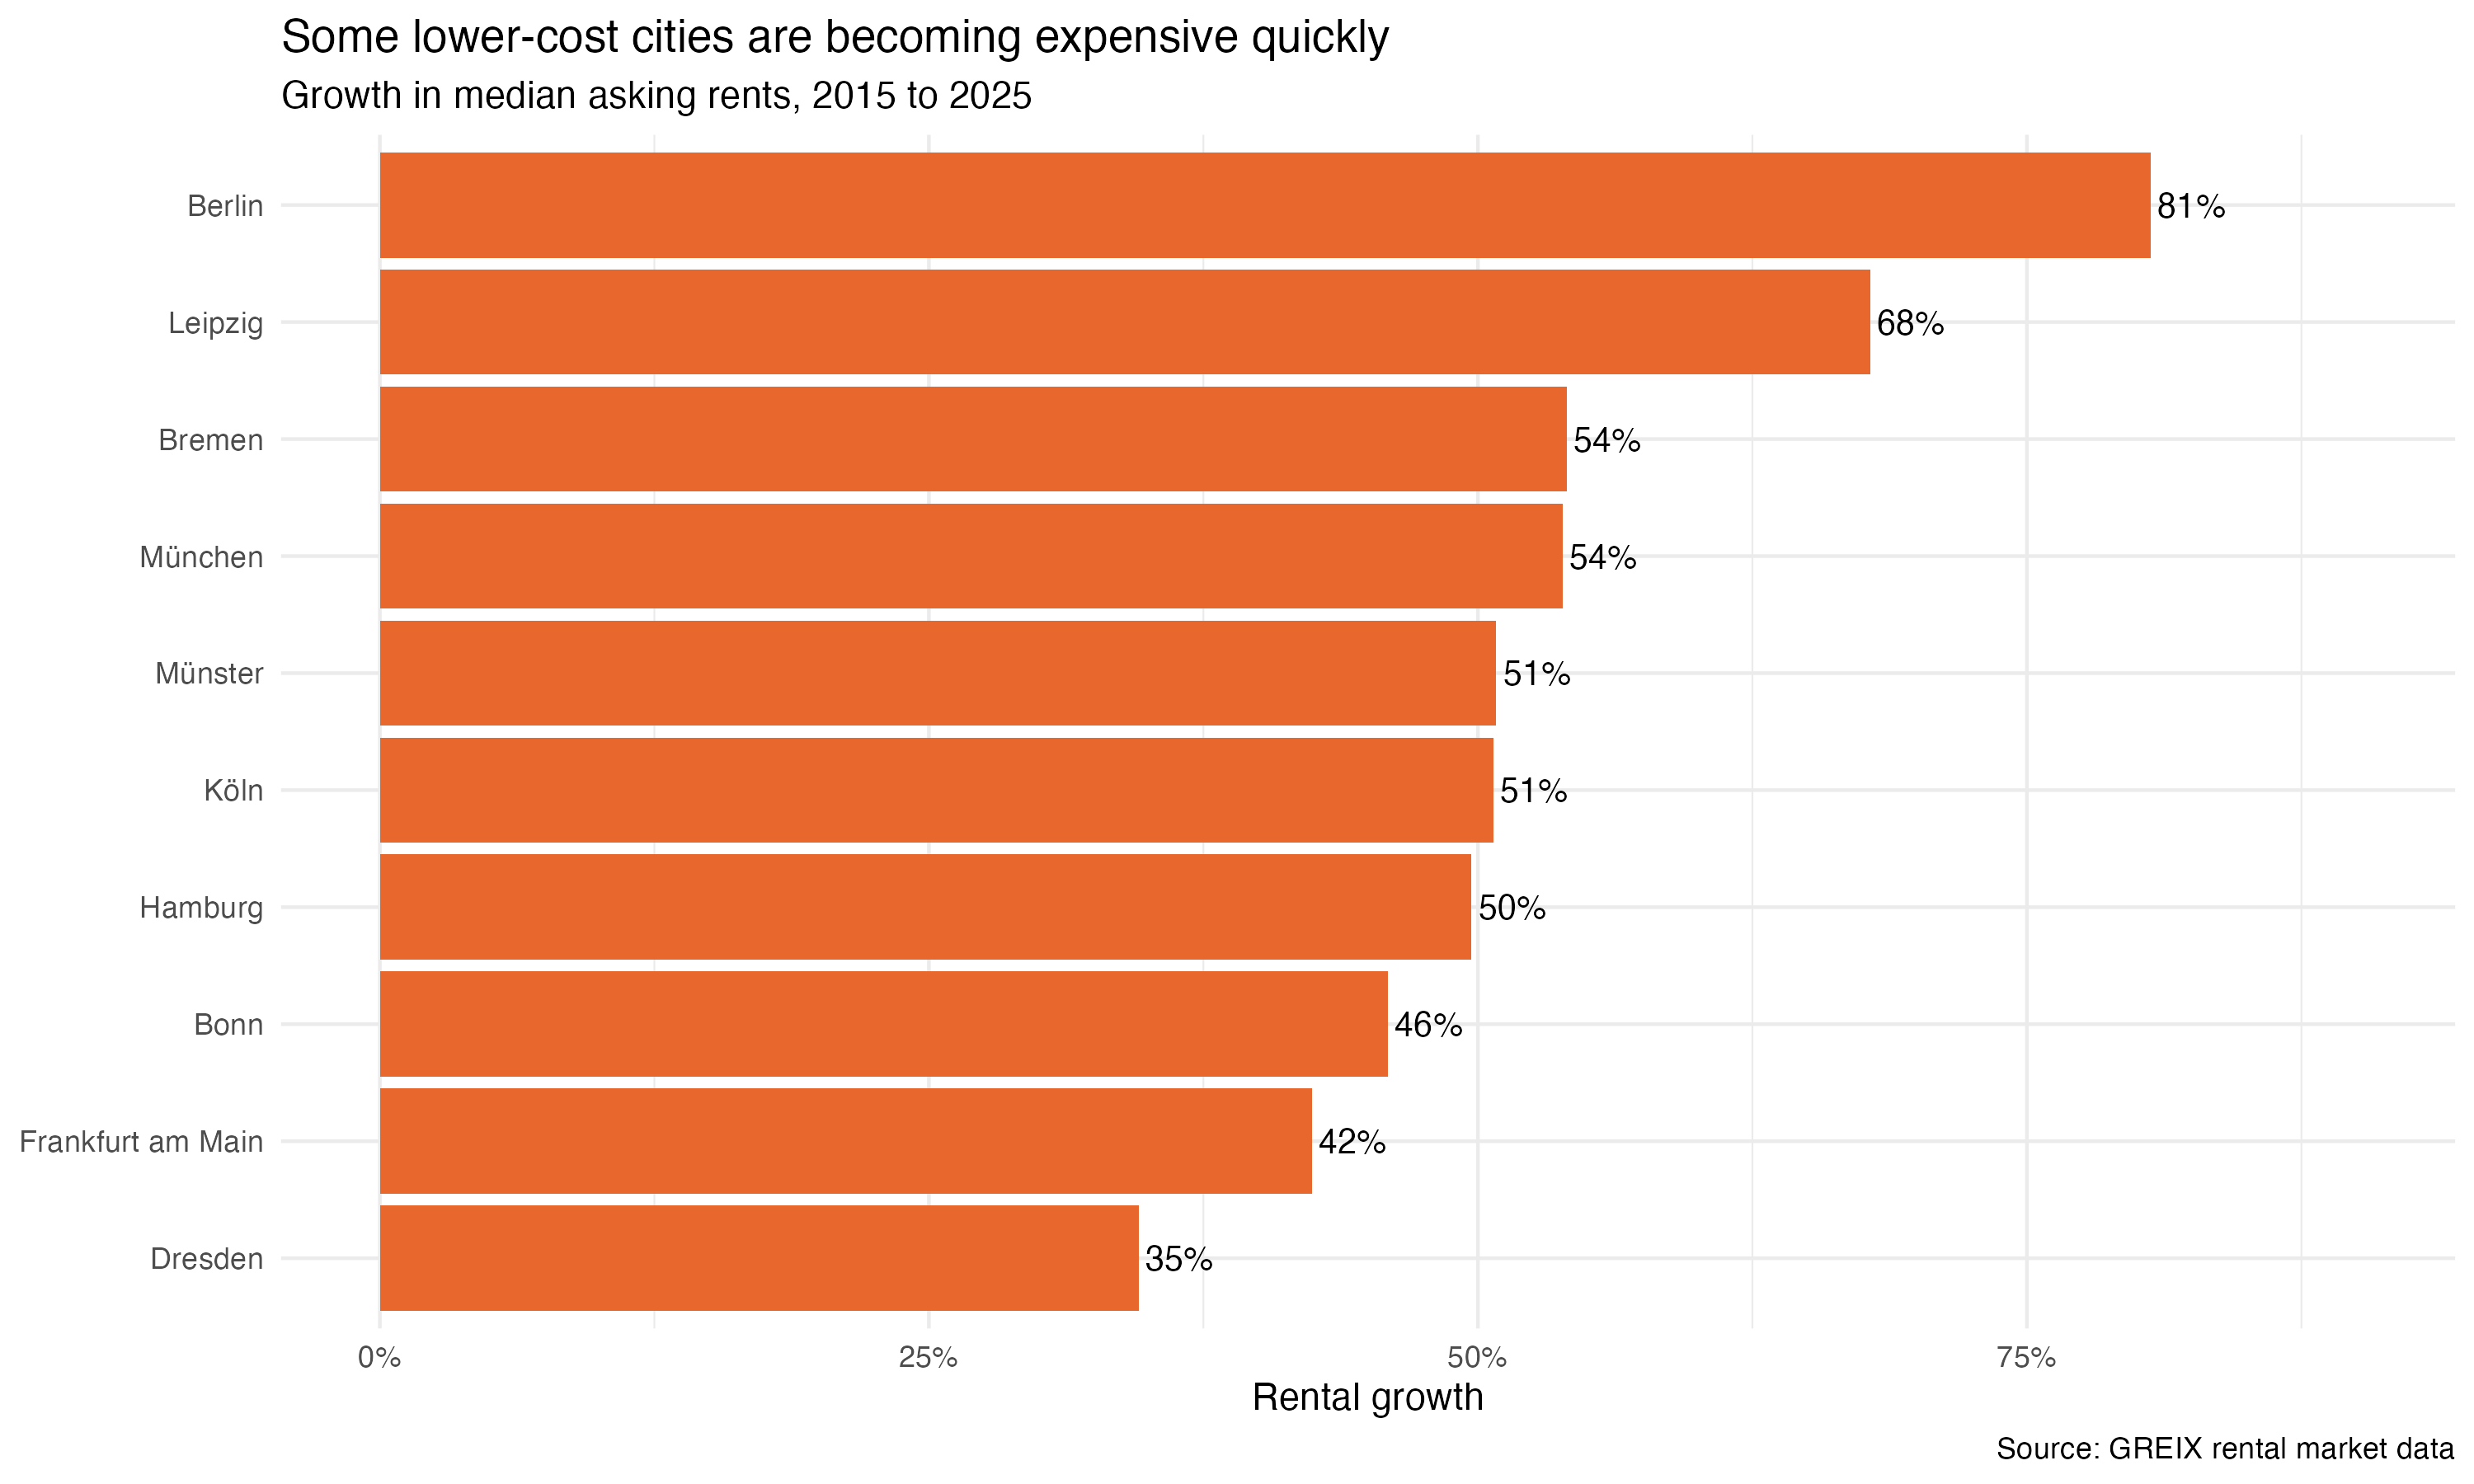 Some lower-cost cities are becoming expensive quickly
Growth in median asking rents, 2015 to 2025
Berlin 81%
Leipzig 68%
Bremen 54%
München 54%
Münster 51%
Köln 51%
Hamburg 50%
Bonn 46%
Frankfurt am Main 42%
Dresden 35%
0% 25% 50% 75%
Rental growth
Source: GREIX rental market data